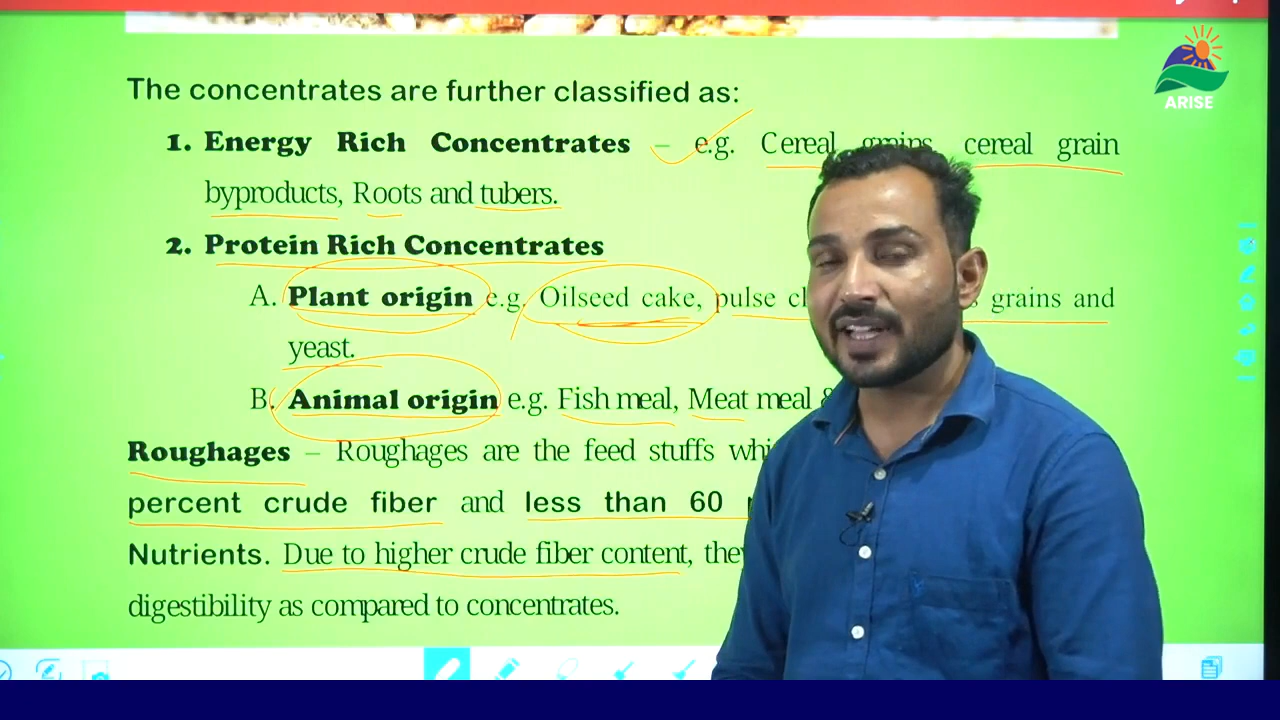 ARISE
The concentrates are further classified as:
1. Energy Rich Concentrates – e.g. Cereal grains, cereal grain
byproducts, Roots and tubers.
2. Protein Rich Concentrates
A. Plant origin e.g. Oilseed cake, pulse grains and
yeast.
B. Animal origin e.g. Fish meal, Meat meal &
Roughages – Roughages are the feed stuffs
percent crude fiber and less than 60
Nutrients. Due to higher crude fiber content, they
digestibility as compared to concentrates.